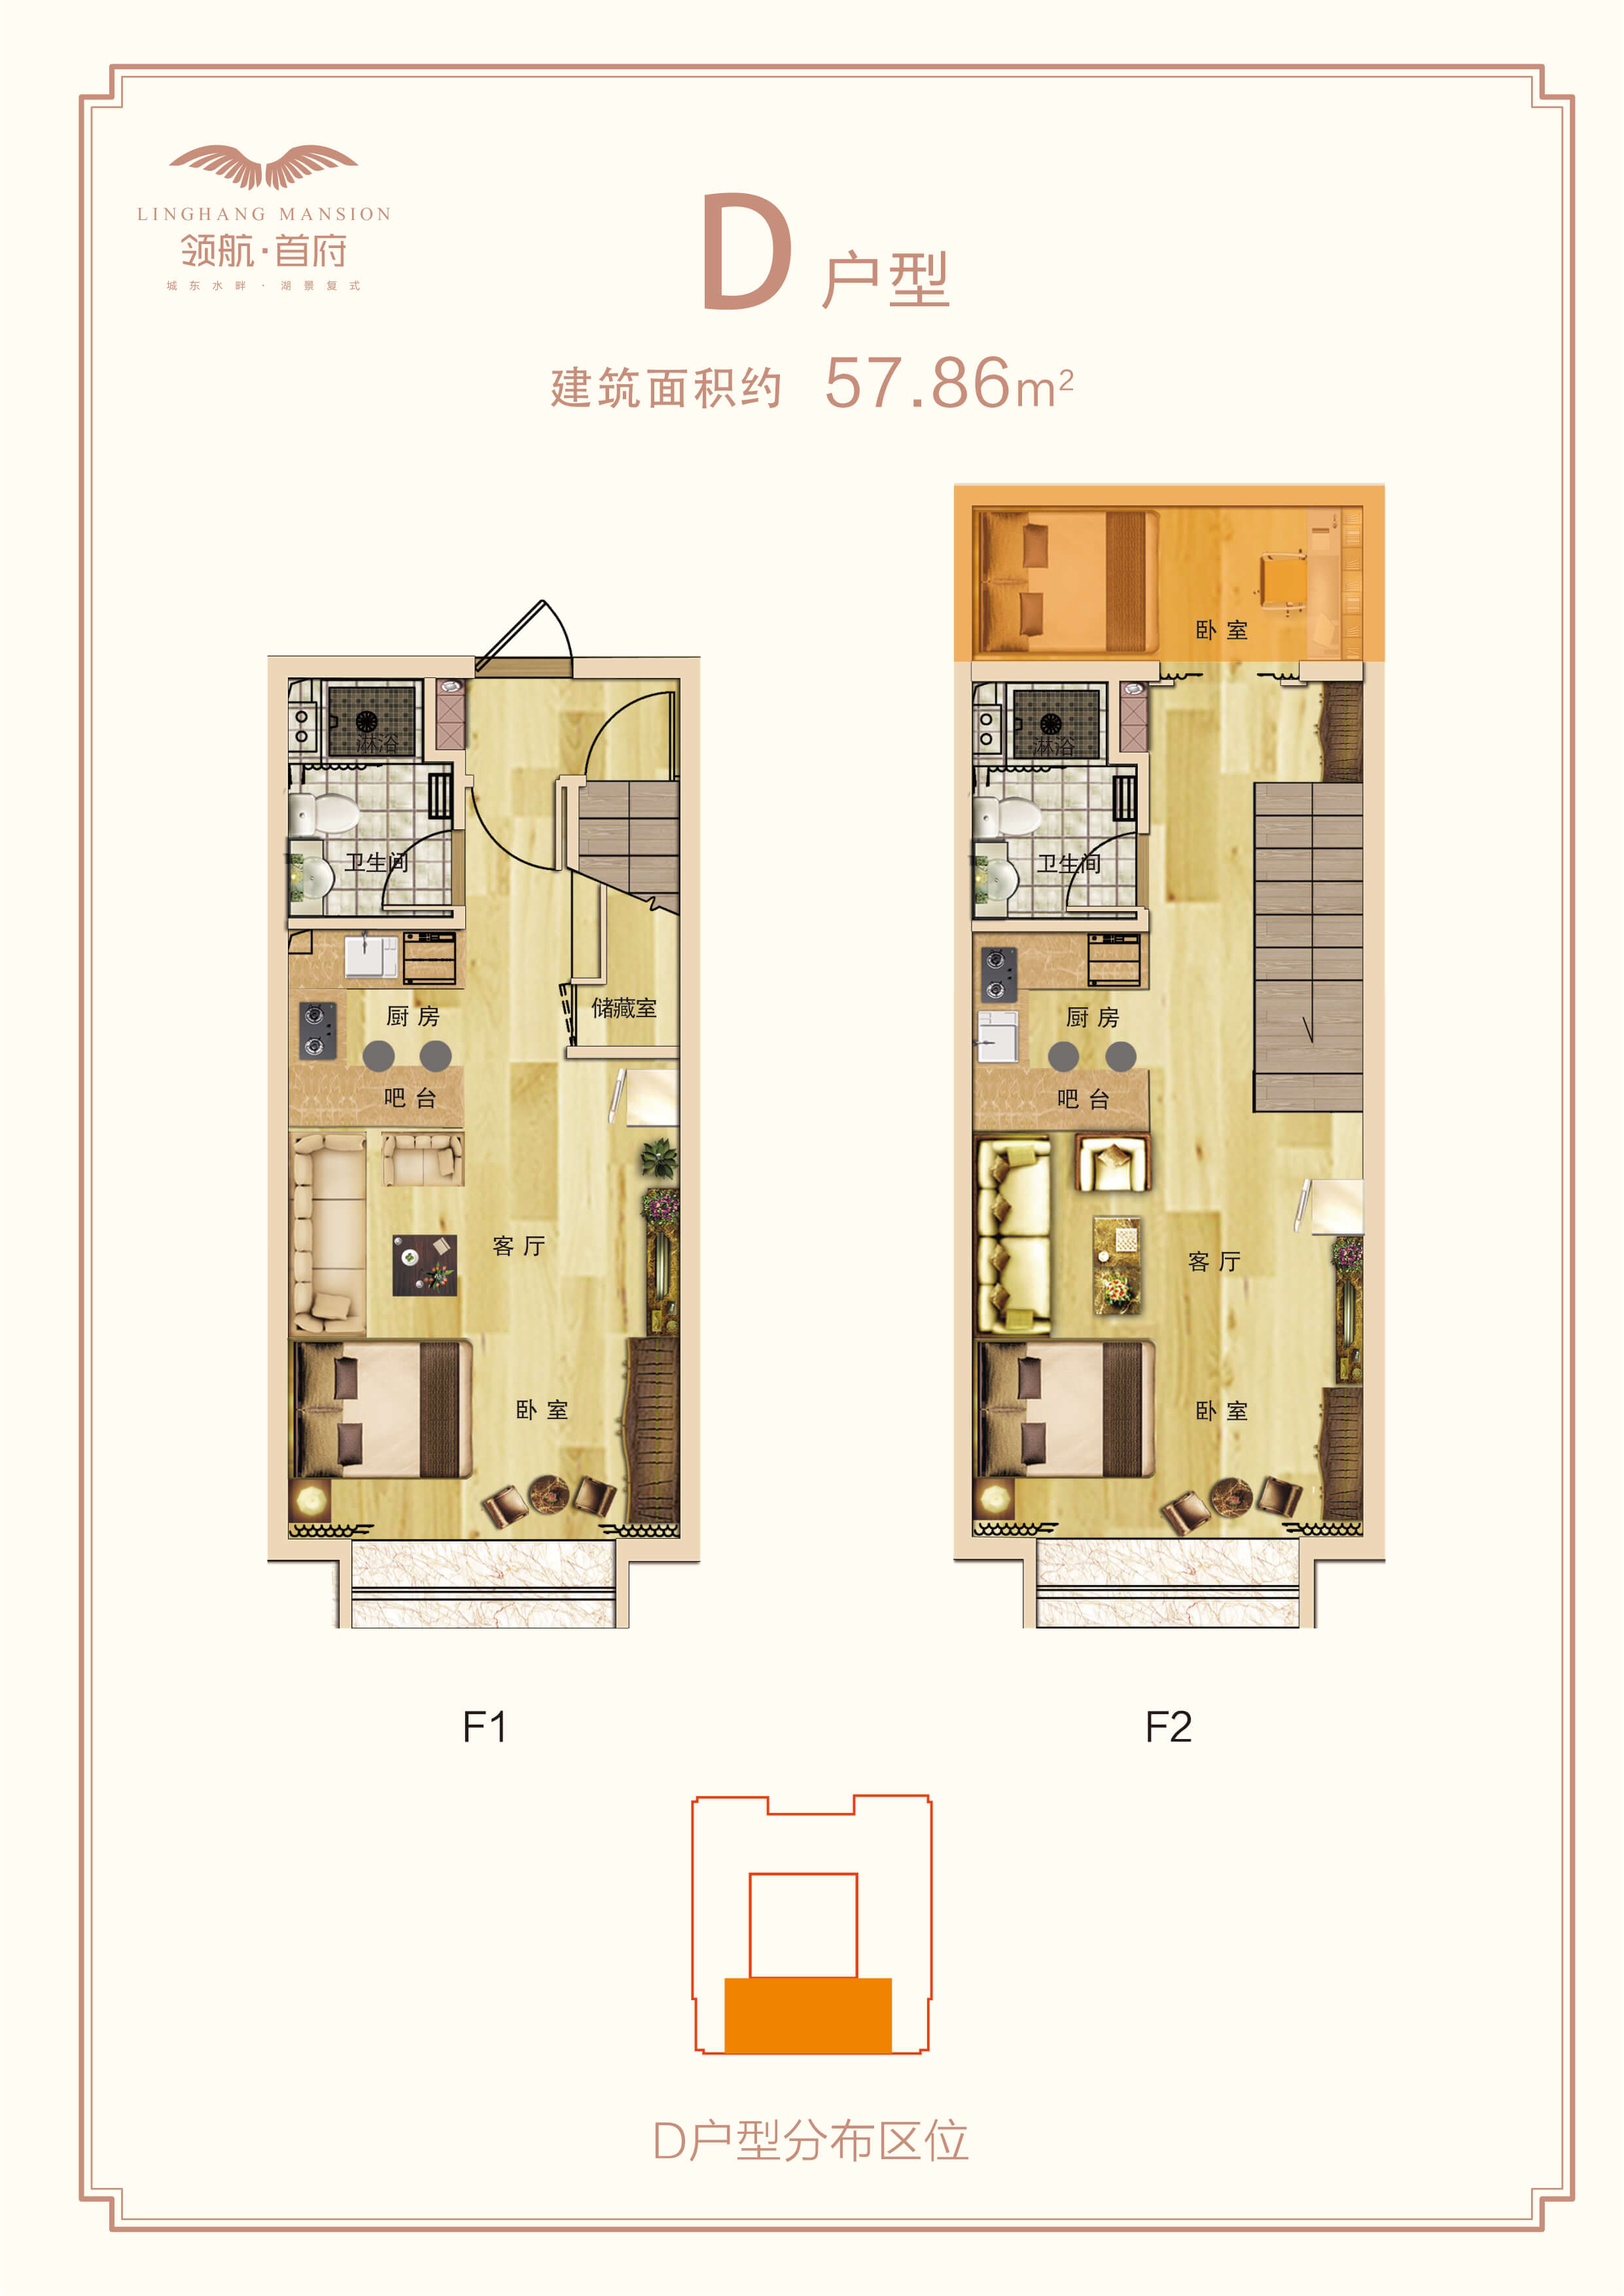 LINGHANG MANSION
领航·首府
城东水畔·湖景复式
D户型
建筑面积约 57.86m²
淋浴
卫生间
厨房
储藏室
吧台
客厅
卧室
F1
卧室
淋浴
卫生间
厨房
吧台
客厅
卧室
F2
D户型分布区位